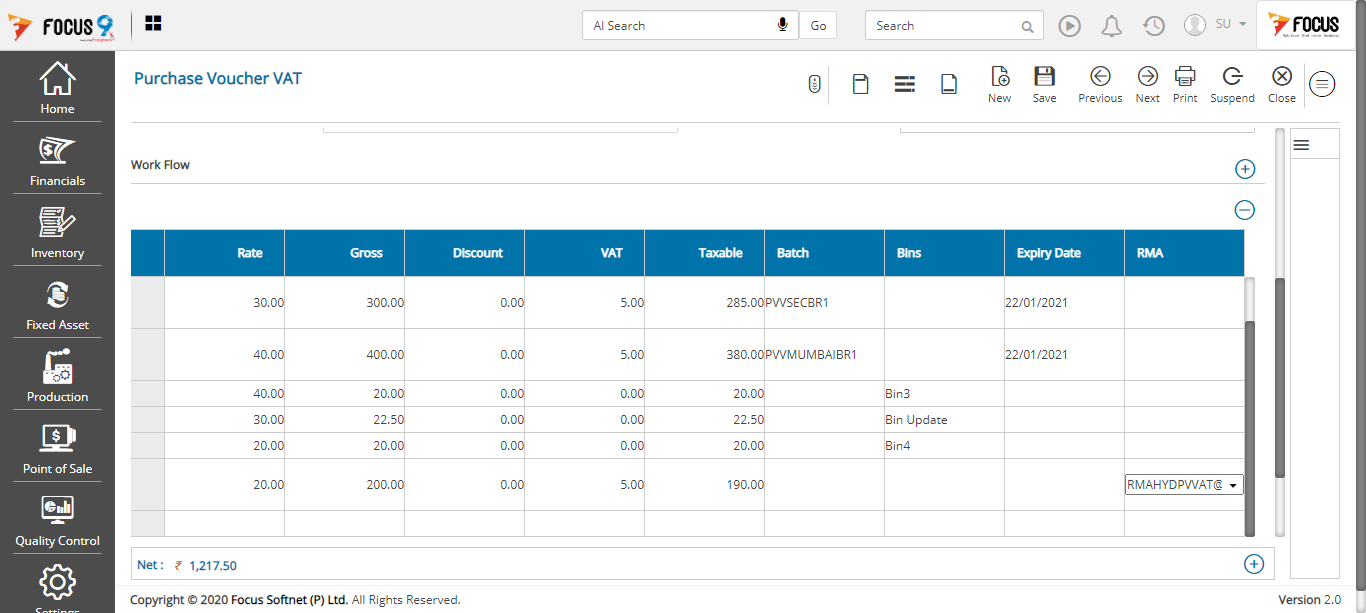 FOCUS 9
AI Search
Go
Search
SU
FOCUS
Home
Financials
Inventory
Fixed Asset
Production
Point of Sale
Quality Control
Settings
Purchase Voucher VAT
New Save Previous Next Print Suspend Close
Work Flow
Rate Gross Discount VAT Taxable Batch Bins Expiry Date RMA
30.00 300.00 0.00 5.00 285.00 PVVSECBR1 22/01/2021
40.00 400.00 0.00 5.00 380.00 PVVMUMBAIBR1 22/01/2021
40.00 20.00 0.00 0.00 20.00 Bin3
30.00 22.50 0.00 0.00 22.50 Bin Update
20.00 20.00 0.00 0.00 20.00 Bin4
20.00 200.00 0.00 5.00 190.00 RMAHYDPVVAT@
Net : ₹ 1,217.50
Copyright © 2020 Focus Softnet (P) Ltd. All Rights Reserved.
Version 2.0